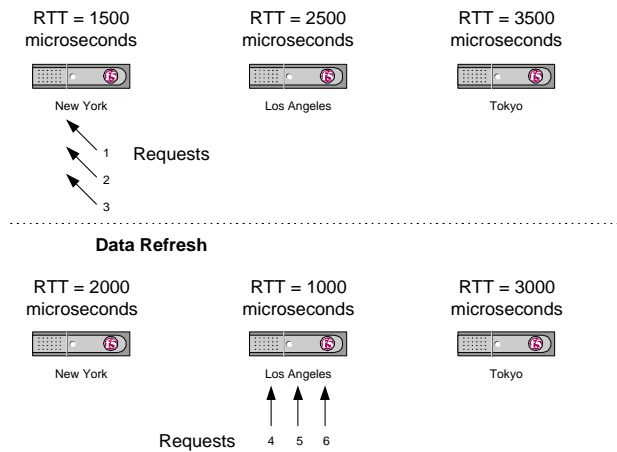 RTT = 1500
microseconds
RTT = 2500
microseconds
RTT = 3500
microseconds
New York
Los Angeles
Tokyo
1
Requests
2
3
Data Refresh
RTT = 2000
microseconds
RTT = 1000
microseconds
RTT = 3000
microseconds
New York
Los Angeles
Tokyo
Requests
4
5
6